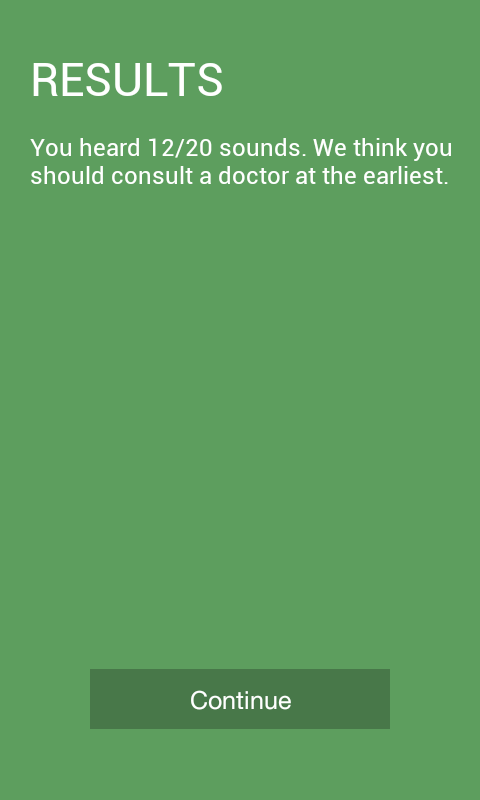 RESULTS
You heard 12/20 sounds. We think you
should consult a doctor at the earliest.
Continue